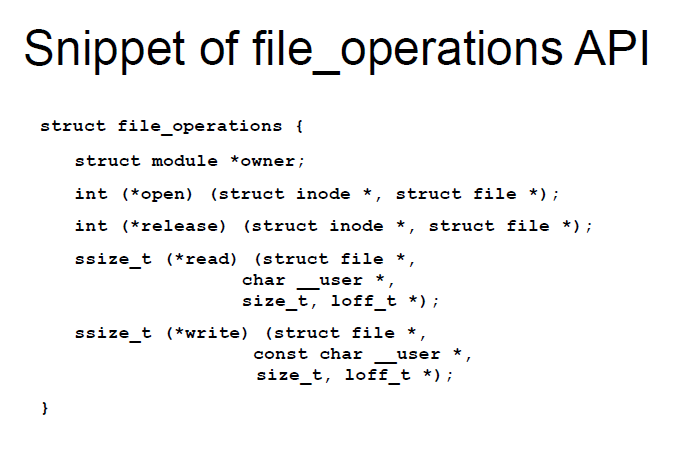 Snippet of file_operations API
struct file_operations {
struct module *owner;
int (*open) (struct inode *, struct file *);
int (*release) (struct inode *, struct file *);
ssize_t (*read) (struct file *,
char __user *,
size_t, loff_t *);
ssize_t (*write) (struct file *,
const char __user *,
size_t, loff_t *);
}